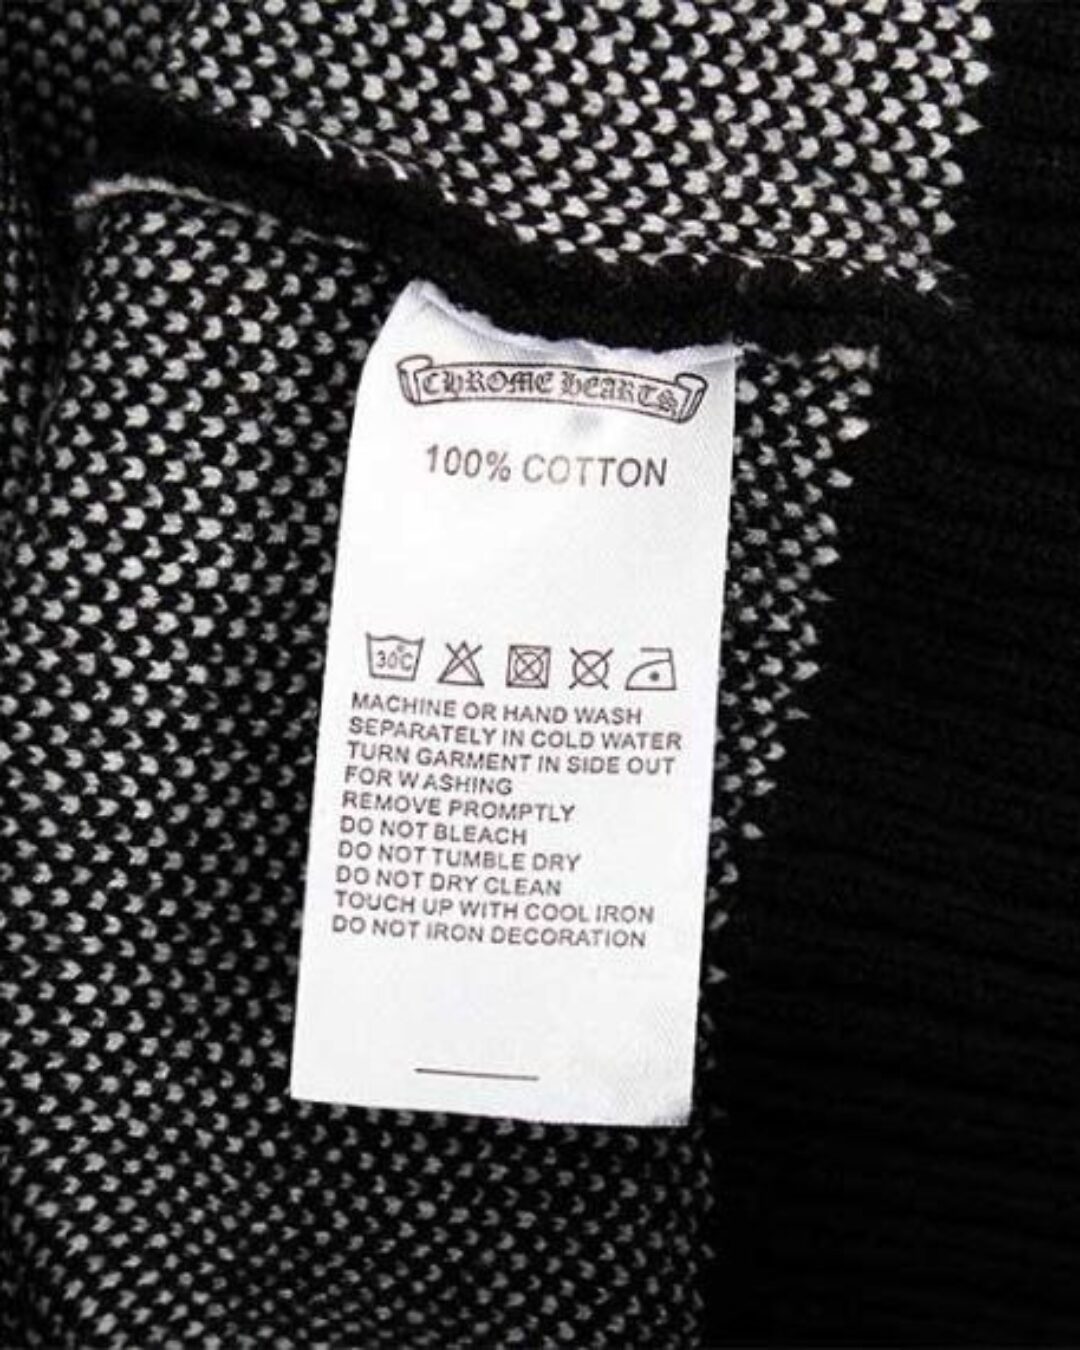 CHROME HEARTS
100% COTTON
30°C
MACHINE OR HAND WASH
SEPARATELY IN COLD WATER
TURN GARMENT IN SIDE OUT
FOR WASHING
REMOVE PROMPTLY
DO NOT BLEACH
DO NOT TUMBLE DRY
DO NOT DRY CLEAN
TOUCH UP WITH COOL IRON
DO NOT IRON DECORATION